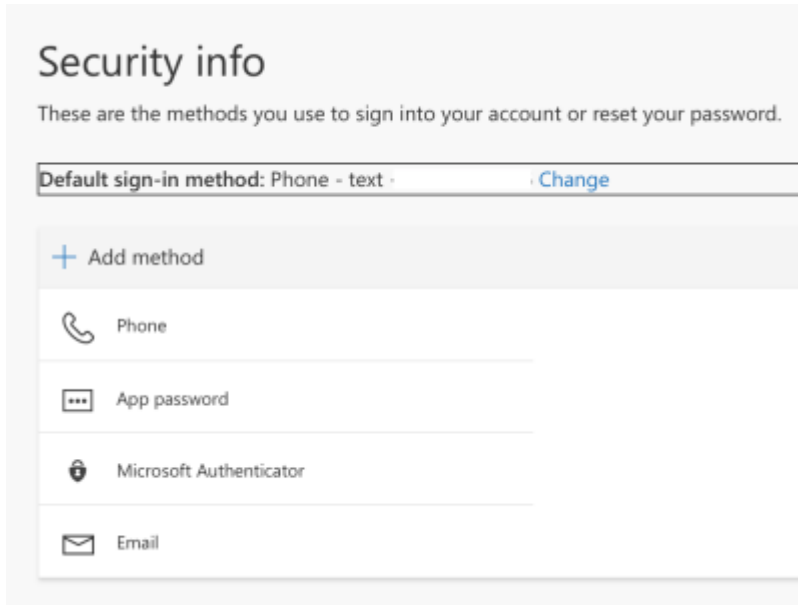 Security info
These are the methods you use to sign into your account or reset your password.
Default sign-in method: Phone - text - Change
Add method
Phone
App password
Microsoft Authenticator
Email